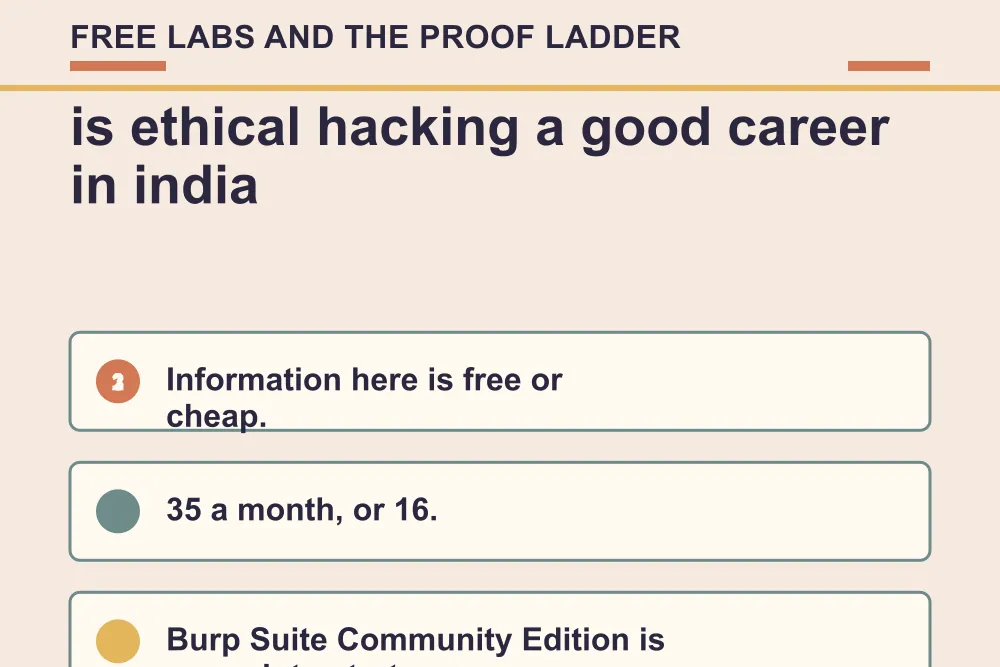 FREE LABS AND THE PROOF LADDER
is ethical hacking a good career
in india
Information here is free or
cheap.
35 a month, or 16.
Burp Suite Community Edition is